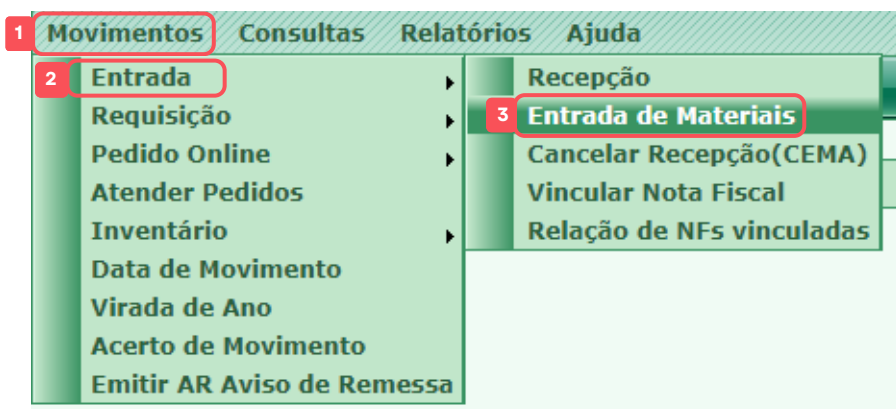 1 Movimentos Consultas Relatórios Ajuda
2 Entrada
Requisição
Pedido Online
Atender Pedidos
Inventário
Data de Movimento
Virada de Ano
Acerto de Movimento
Emitir AR Aviso de Remessa
Recepção
3 Entrada de Materiais
Cancelar Recepção(CEMA)
Vincular Nota Fiscal
Relação de NFs vinculadas